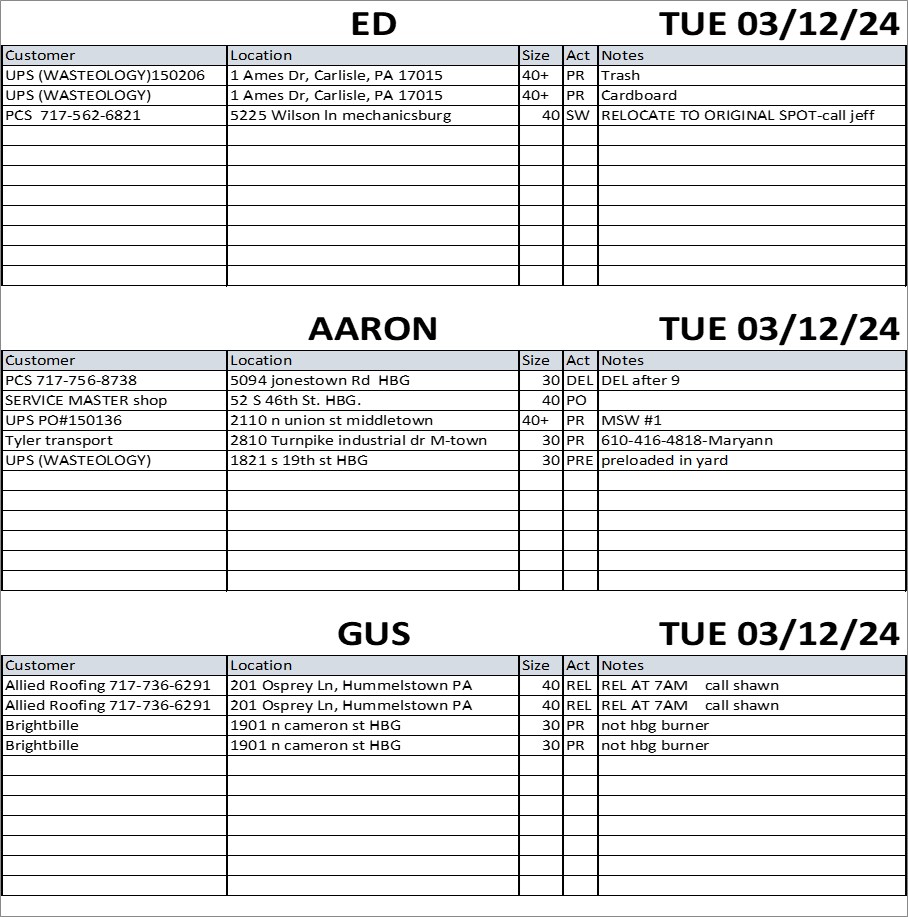 ED TUE 03/12/24
Customer Location Size Act Notes
UPS (WASTEOLOGY)150206 1 Ames Dr, Carlisle, PA 17015 40+ PR Trash
UPS (WASTEOLOGY) 1 Ames Dr, Carlisle, PA 17015 40+ PR Cardboard
PCS  717-562-6821 5225 Wilson ln mechanicsburg 40 SW RELOCATE TO ORIGINAL SPOT-call jeff
AARON TUE 03/12/24
Customer Location Size Act Notes
PCS 717-756-8738 5094 jonestown Rd  HBG 30 DEL DEL after 9
SERVICE MASTER shop 52 S 46th St. HBG. 40 PO
UPS PO#150136 2110 n union st middletown 40+ PR MSW #1
Tyler transport 2810 Turnpike industrial dr M-town 30 PR 610-416-4818-Maryann
UPS (WASTEOLOGY) 1821 s 19th st HBG 30 PRE preloaded in yard
GUS TUE 03/12/24
Customer Location Size Act Notes
Allied Roofing 717-736-6291 201 Osprey Ln, Hummelstown PA 40 REL REL AT 7AM    call shawn
Allied Roofing 717-736-6291 201 Osprey Ln, Hummelstown PA 40 REL REL AT 7AM    call shawn
Brightbille 1901 n cameron st HBG 30 PR not hbg burner
Brightbille 1901 n cameron st HBG 30 PR not hbg burner